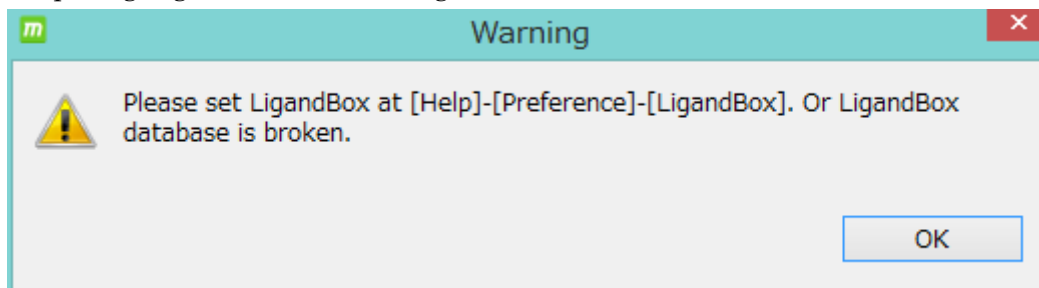 m
Warning
Please set LigandBox at [Help]-[Preference]-[LigandBox]. Or LigandBox
database is broken.
OK